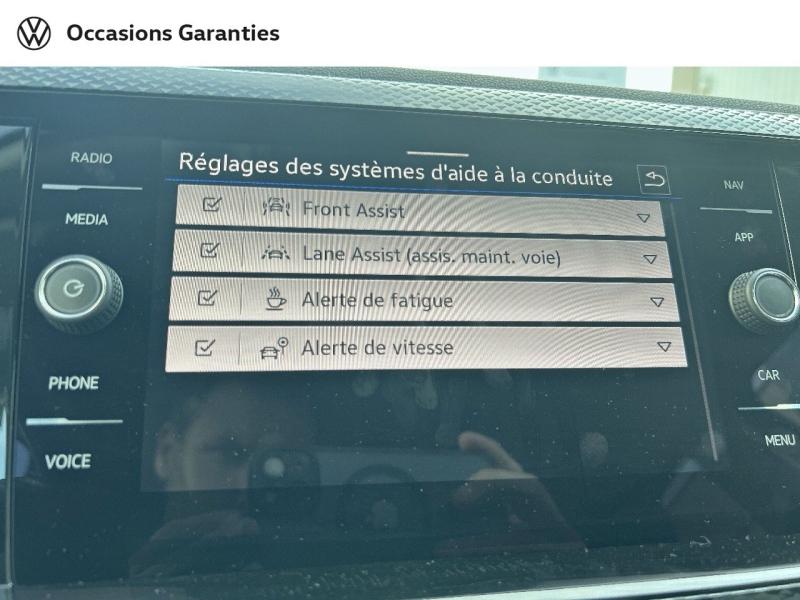 Occasions Garanties
RADIO
MEDIA
PHONE
VOICE
Réglages des systèmes d'aide à la conduite
Front Assist
Lane Assist (assis. maint. voie)
Alerte de fatigue
Alerte de vitesse
NAV
APP
CAR
MENU